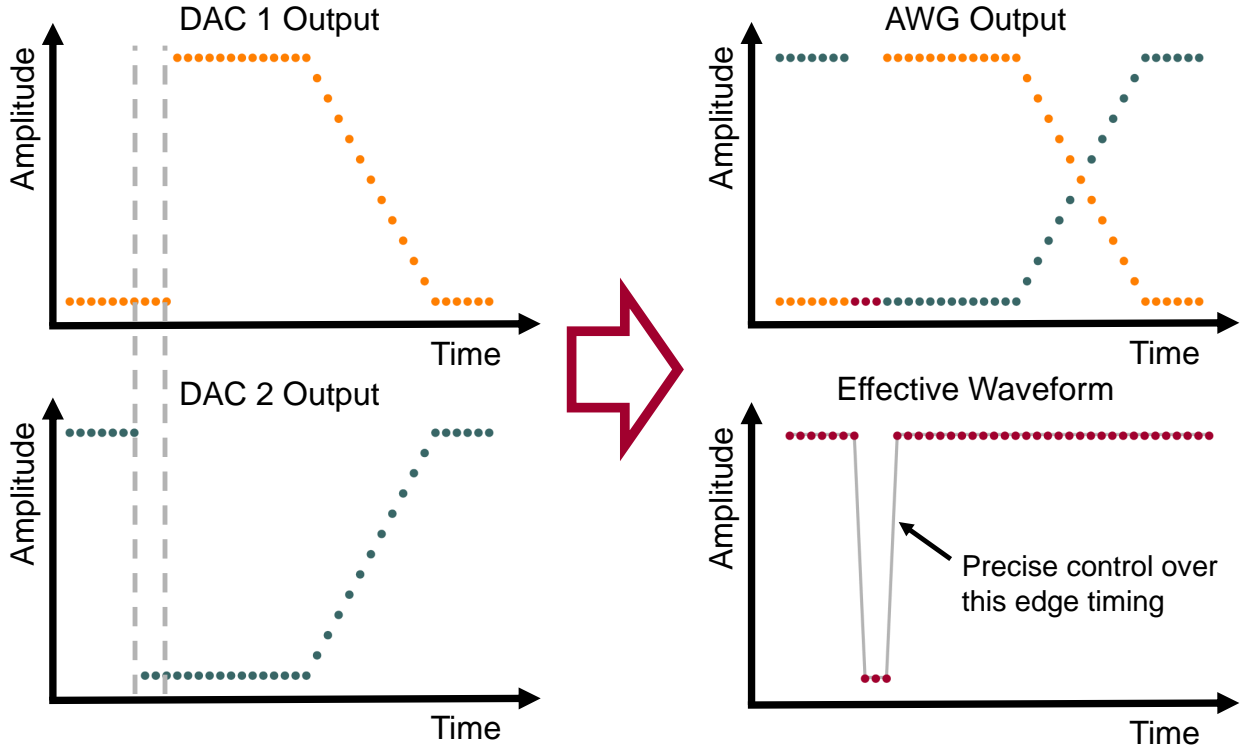 DAC 1 Output
Amplitude
Time
DAC 2 Output
Amplitude
Time
AWG Output
Amplitude
Time
Effective Waveform
Amplitude
Precise control over
this edge timing
Time